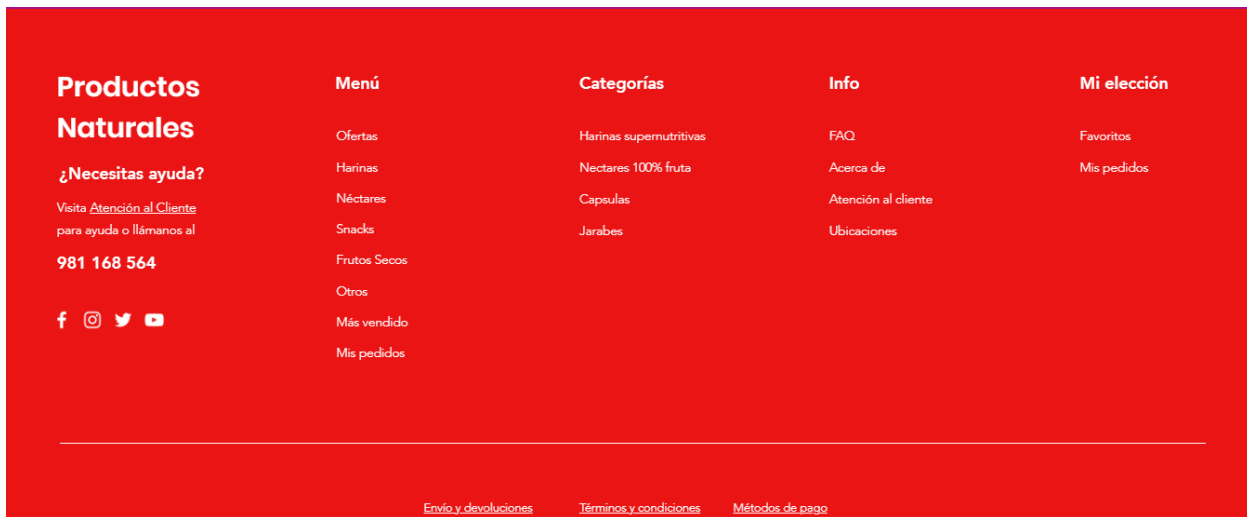 Productos
Naturales
¿Necesitas ayuda?
Visita Atención al Cliente
para ayuda o llámanos al
981 168 564
Menú
Ofertas
Harinas
Néctares
Snacks
Frutos Secos
Otros
Más vendido
Mis pedidos
Categorías
Harinas supernutritivas
Nectares 100% fruta
Capsulas
Jarabes
Info
FAQ
Acerca de
Atención al cliente
Ubicaciones
Mi elección
Favoritos
Mis pedidos
Envío y devoluciones
Términos y condiciones
Métodos de pago